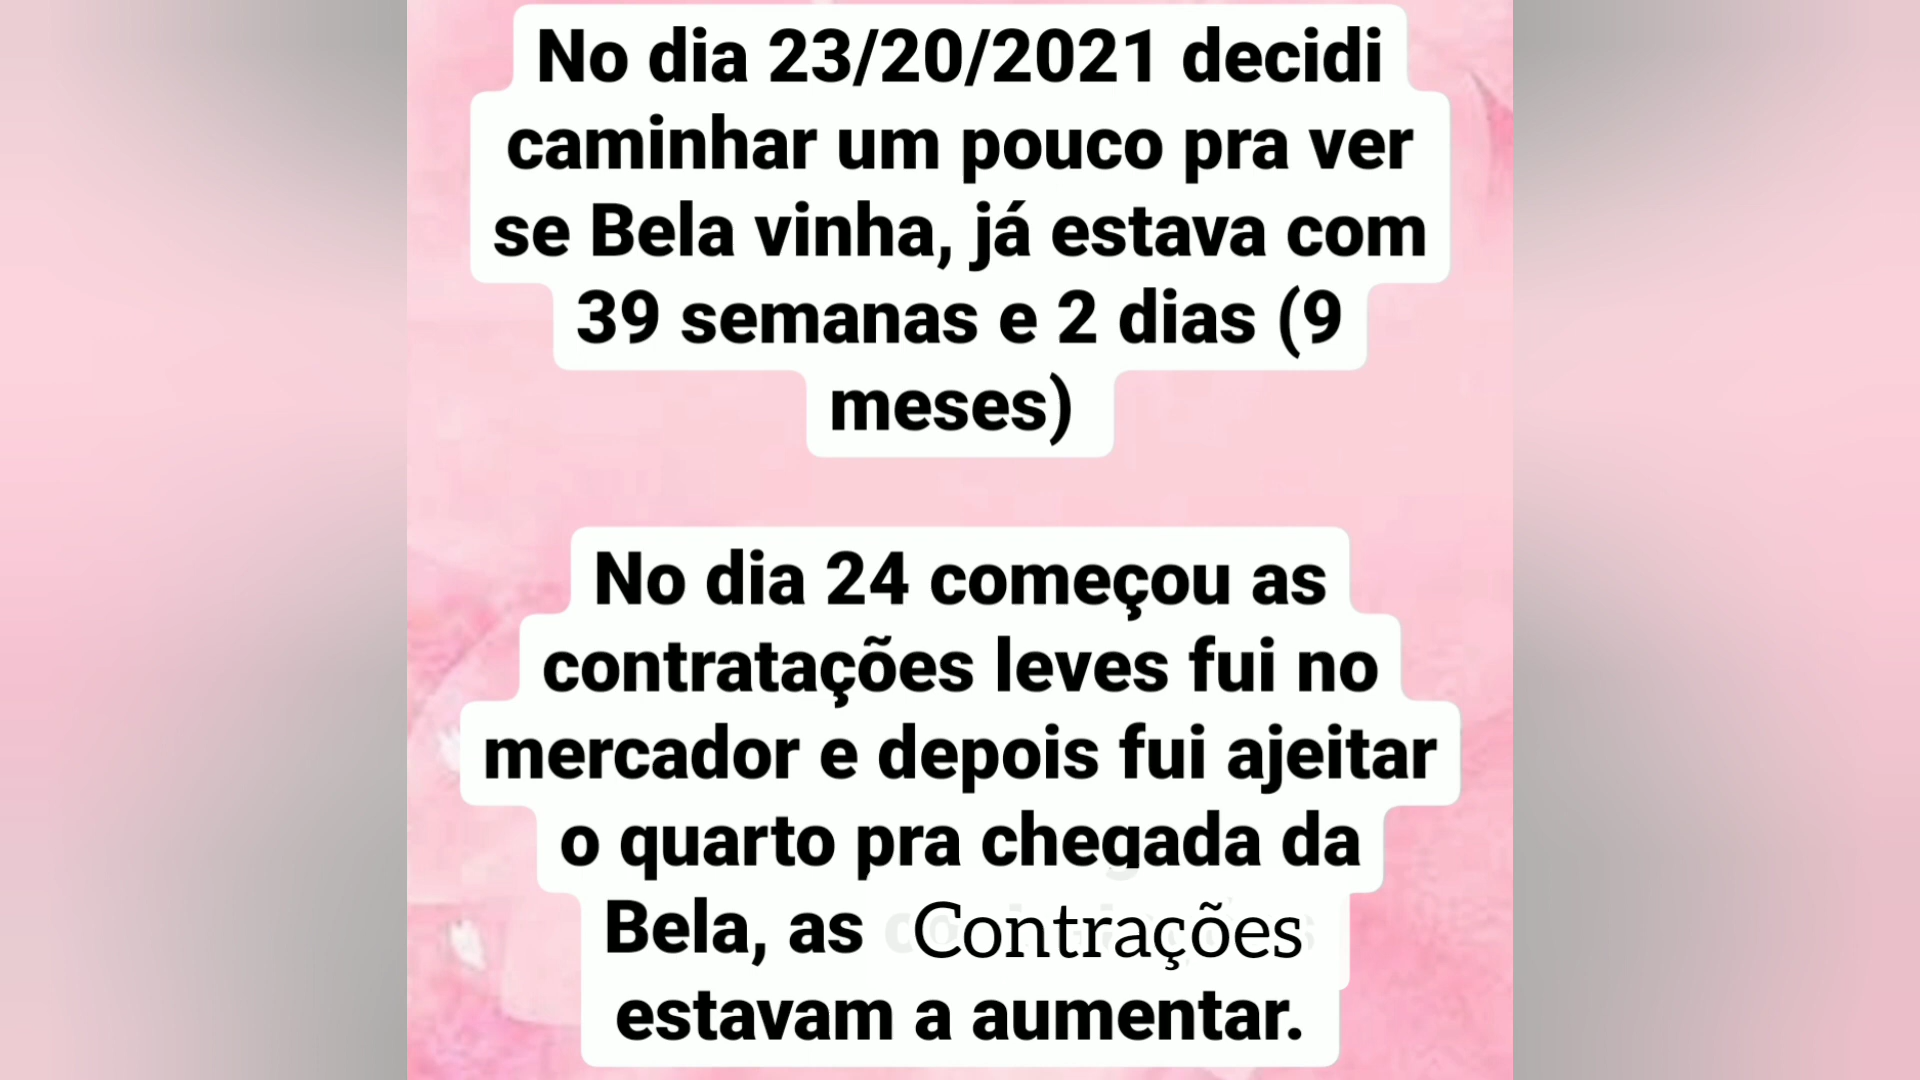 No dia 23/20/2021 decidi
caminhar um pouco pra ver
se Bela vinha, já estava com
39 semanas e 2 dias (9
meses)
No dia 24 começou as
contratações leves fui no
mercador e depois fui ajeitar
o quarto pra chegada da
Bela, as Contrações
estavam a aumentar.